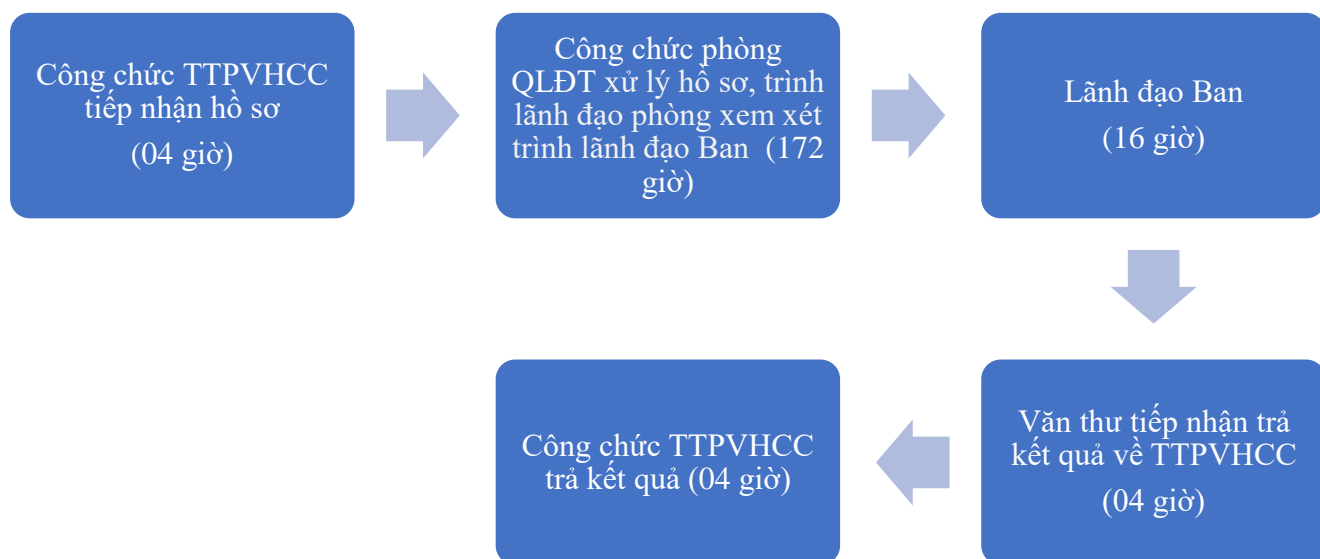 Công chức TTPVHCC
tiếp nhận hồ sơ
(04 giờ)
Công chức phòng
QLĐT xử lý hồ sơ, trình
lãnh đạo phòng xem xét
trình lãnh đạo Ban (172
giờ)
Lãnh đạo Ban
(16 giờ)
Văn thư tiếp nhận trả
kết quả về TTPVHCC
(04 giờ)
Công chức TTPVHCC
trả kết quả (04 giờ)